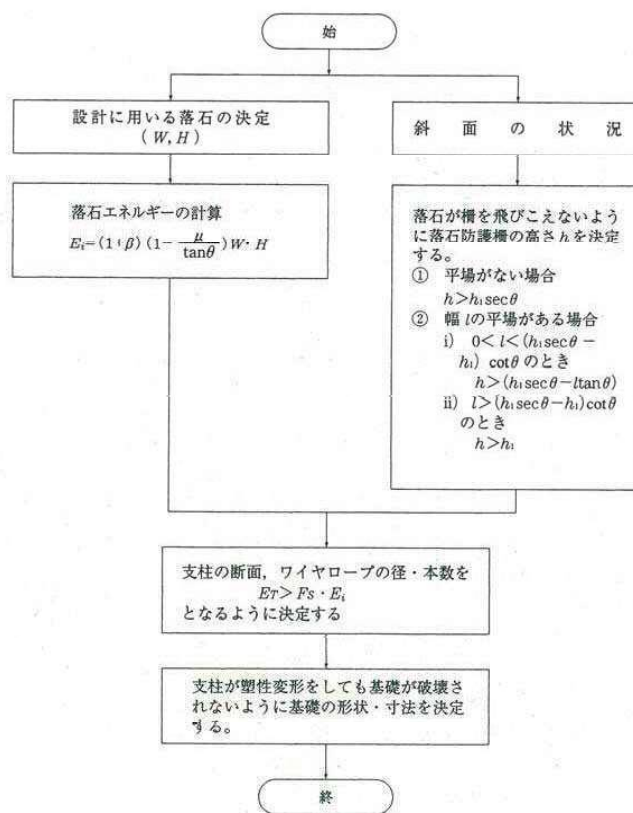 始
設計に用いる落石の決定
(W, H)
落石エネルギーの計算
Ei=(1+β)(1-μ/tanθ)W・H
斜面の状況
落石が柵を飛びこえないよう
に落石防護柵の高さhを決定
する。
① 平場がない場合
h>h₁secθ
② 幅lの平場がある場合
i) 0<l<(h₁secθ-
h₁) cotθのとき
h>(h₁secθ-ltanθ)
ii) l>(h₁secθ-h₁)cotθ
のとき
h>h₁
支柱の断面，ワイヤロープの径・本数を
ET>Fs・Ei
となるように決定する
支柱が塑性変形をしても基礎が破壊さ
れないように基礎の形状・寸法を決定
する。
終